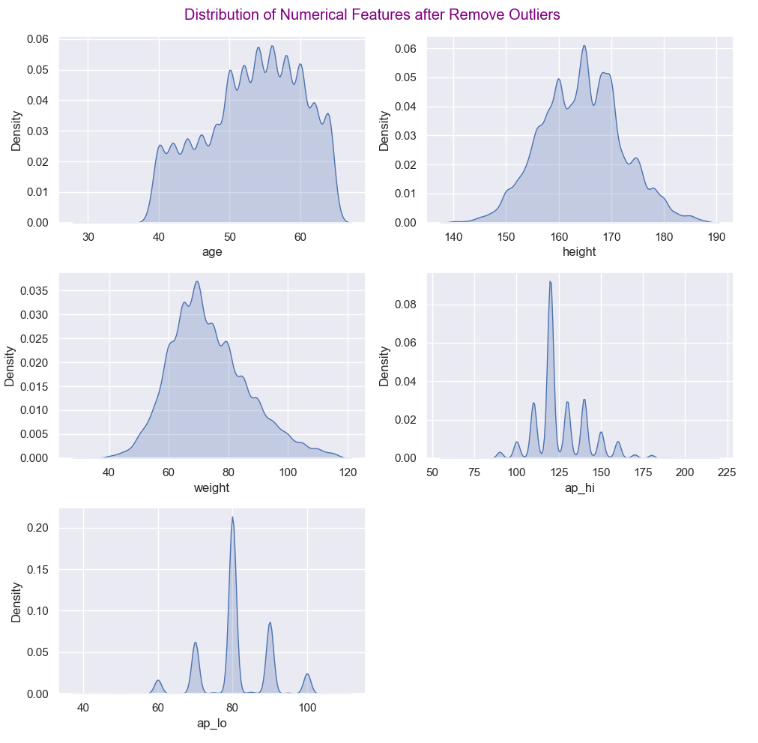 Distribution of Numerical Features after Remove Outliers
0.06
0.05
0.04
0.03
0.02
0.01
0.00
Density
30 40 50 60
age
0.06
0.05
0.04
0.03
0.02
0.01
0.00
Density
140 150 160 170 180 190
height
0.035
0.030
0.025
0.020
0.015
0.010
0.005
0.000
Density
40 60 80 100 120
weight
0.08
0.06
0.04
0.02
0.00
Density
50 75 100 125 150 175 200 225
ap_hi
0.20
0.15
0.10
0.05
0.00
Density
40 60 80 100
ap_lo